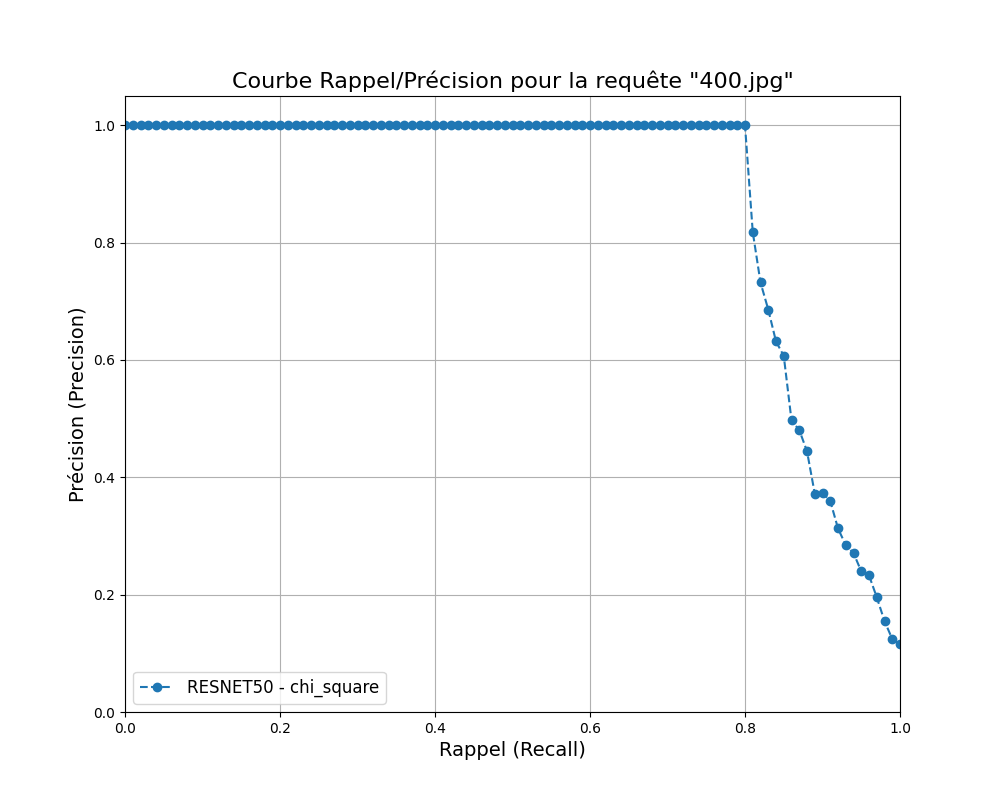 Courbe Rappel/Précision pour la requête "400.jpg"
Précision (Precision)
1.0
0.8
0.6
0.4
0.2
0.0
RESNET50 - chi_square
0.0 0.2 0.4 0.6 0.8 1.0
Rappel (Recall)